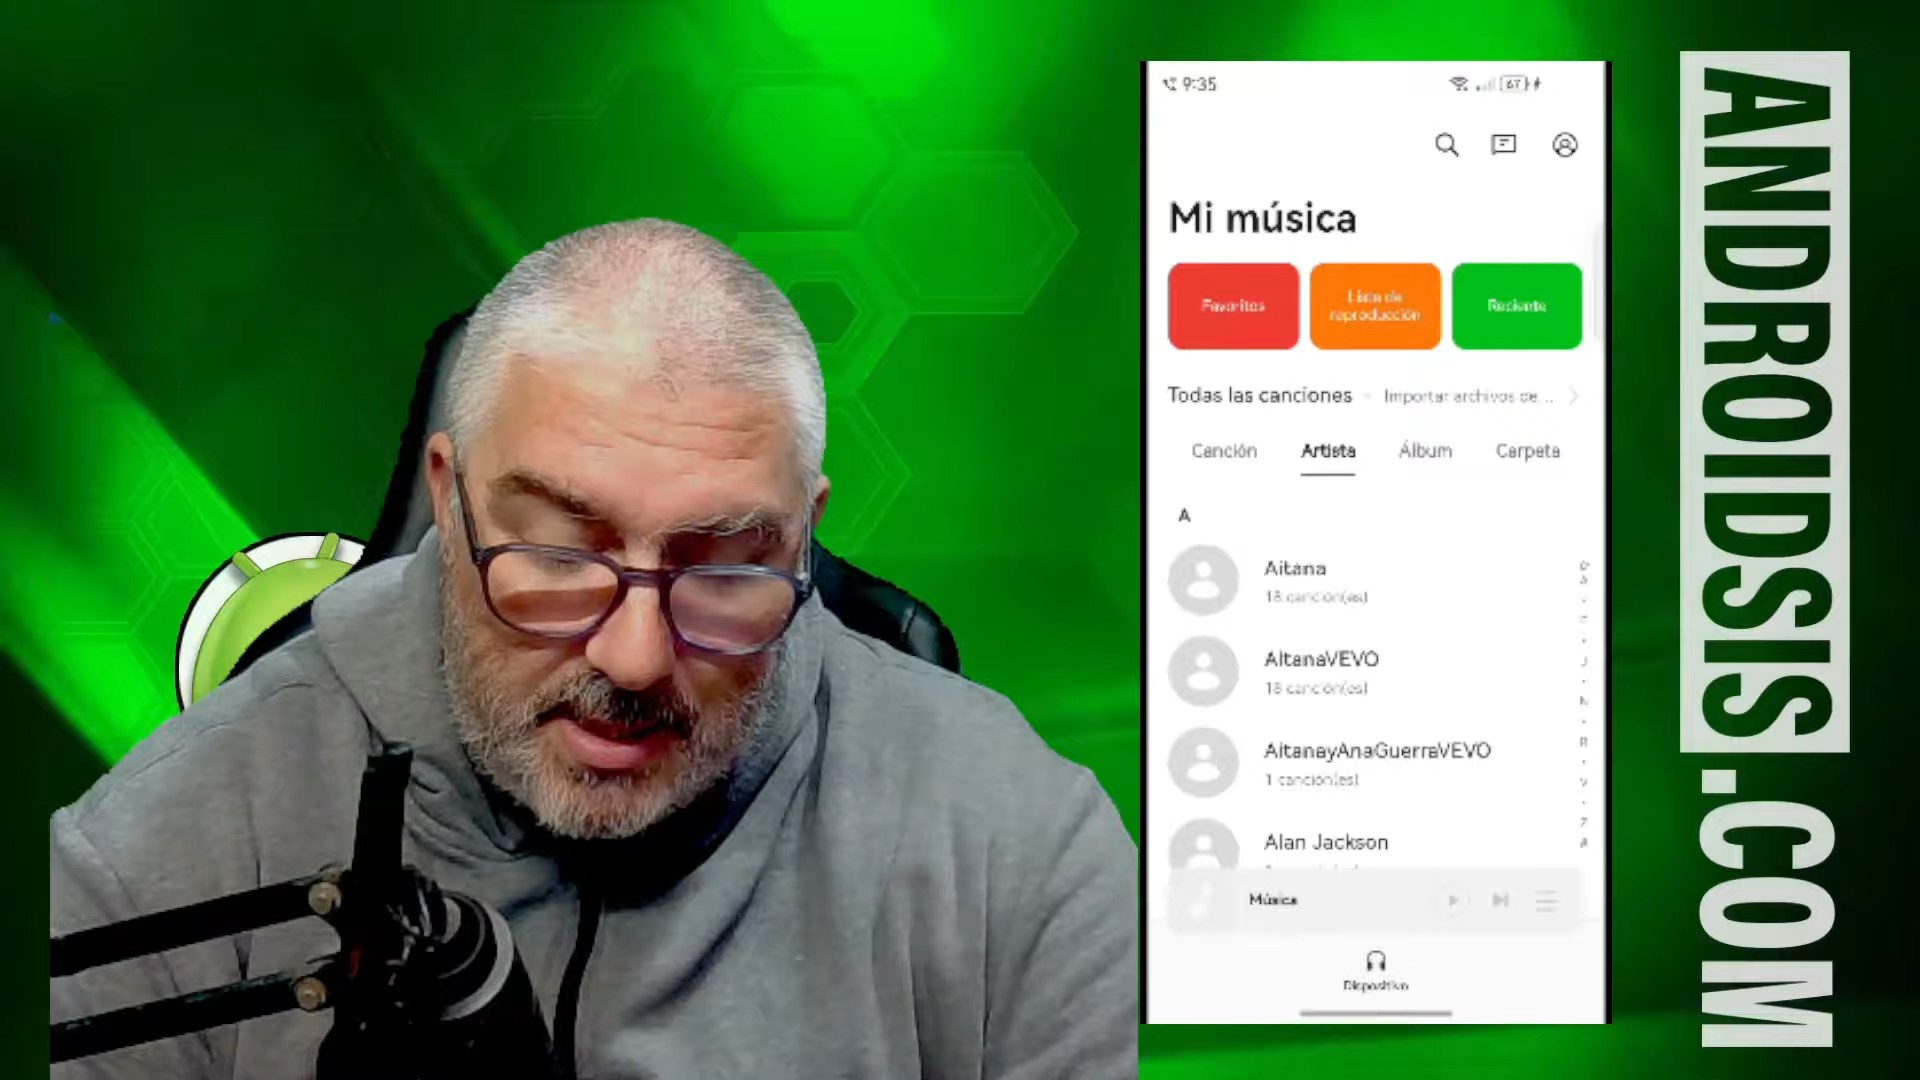 9:35
67
Mi música
Favoritos
Lista de
reproducción
Reciente
Todas las canciones
Importar archivos de...
Canción
Artista
Álbum
Carpeta
A
Aitana
18 canción(es)
AitanaVEVO
18 canción(es)
AitanayAnaGuerraVEVO
1 canción(es)
Alan Jackson
Música
Dispositivo
ANDROIDSIS.COM